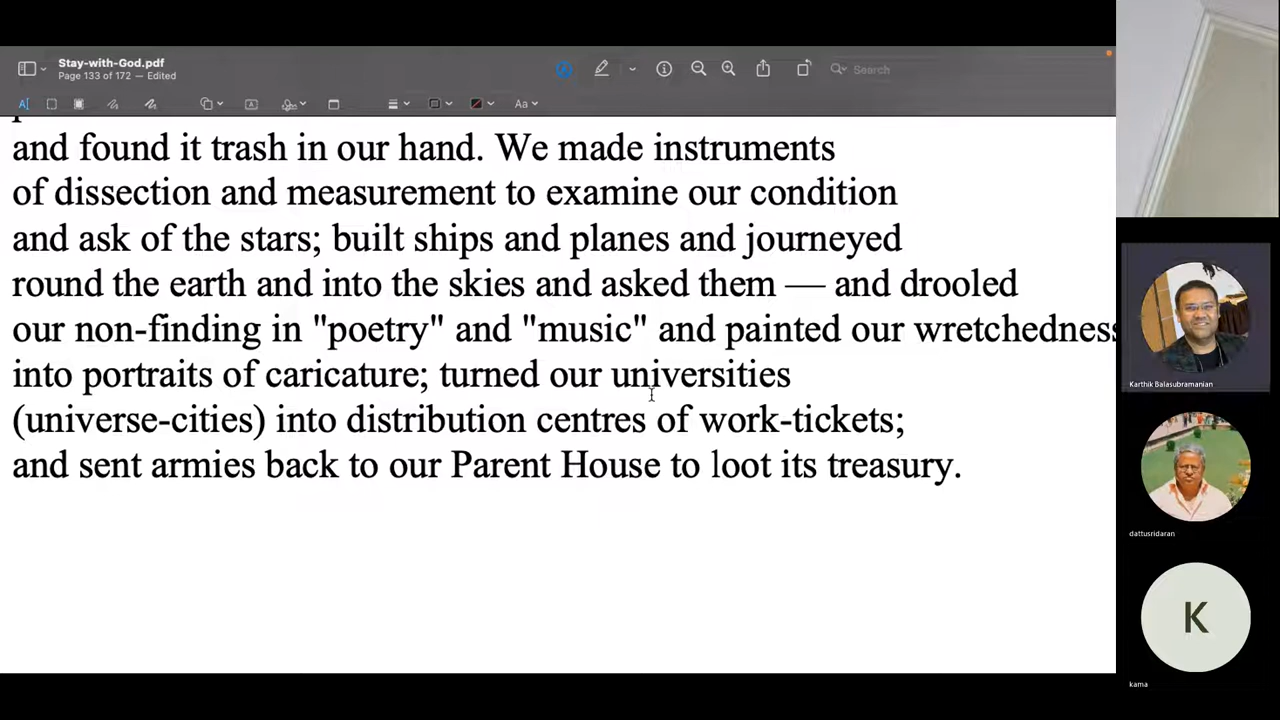 Stay-with-God.pdf
Page 133 of 172 — Edited
Search
Aa
and found it trash in our hand. We made instruments
of dissection and measurement to examine our condition
and ask of the stars; built ships and planes and journeyed
round the earth and into the skies and asked them — and drooled
our non-finding in "poetry" and "music" and painted our wretchedness
into portraits of caricature; turned our universities
(universe-cities) into distribution centres of work-tickets;
and sent armies back to our Parent House to loot its treasury.
Karthik Balasubramanian
dattusridaran
K
kama